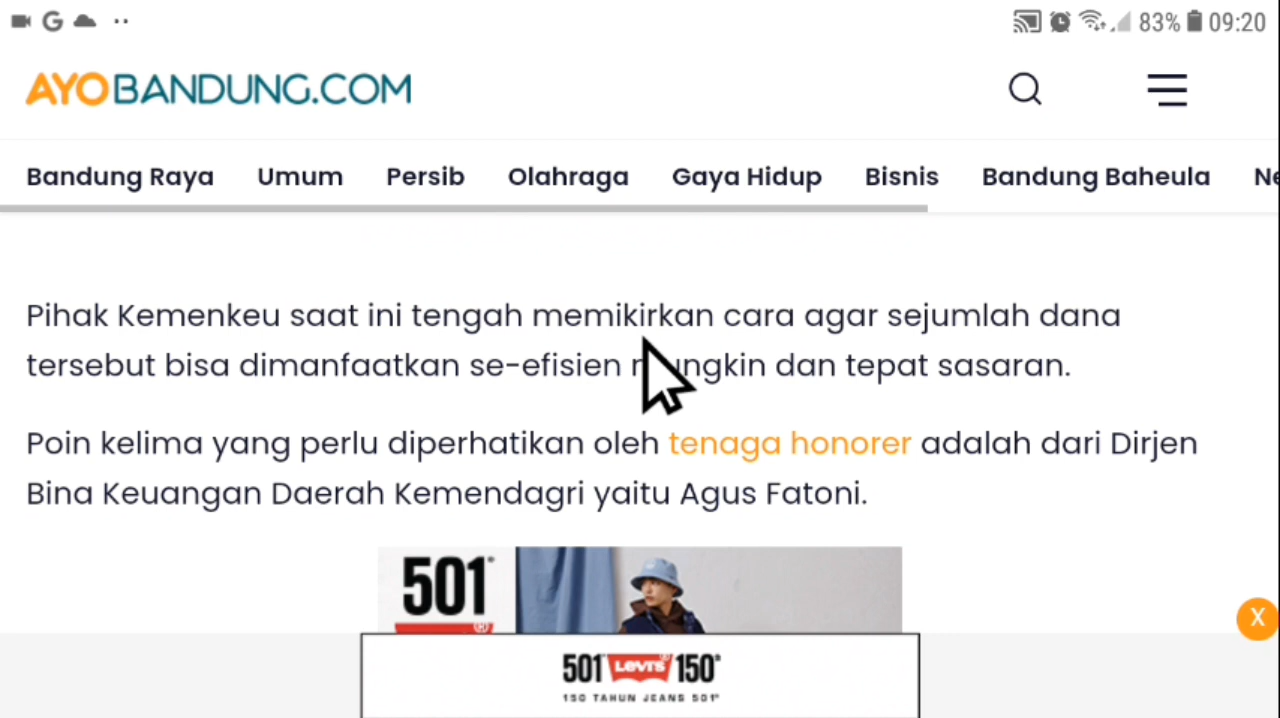 83% 09:20
AYOBANDUNG.COM
Bandung Raya Umum Persib Olahraga Gaya Hidup Bisnis Bandung Baheula Ne
Pihak Kemenkeu saat ini tengah memikirkan cara agar sejumlah dana
tersebut bisa dimanfaatkan se-efisien mungkin dan tepat sasaran.
Poin kelima yang perlu diperhatikan oleh tenaga honorer adalah dari Dirjen
Bina Keuangan Daerah Kemendagri yaitu Agus Fatoni.
501®
X
501® Levi's® 150®
150 TAHUN JEANS 501®